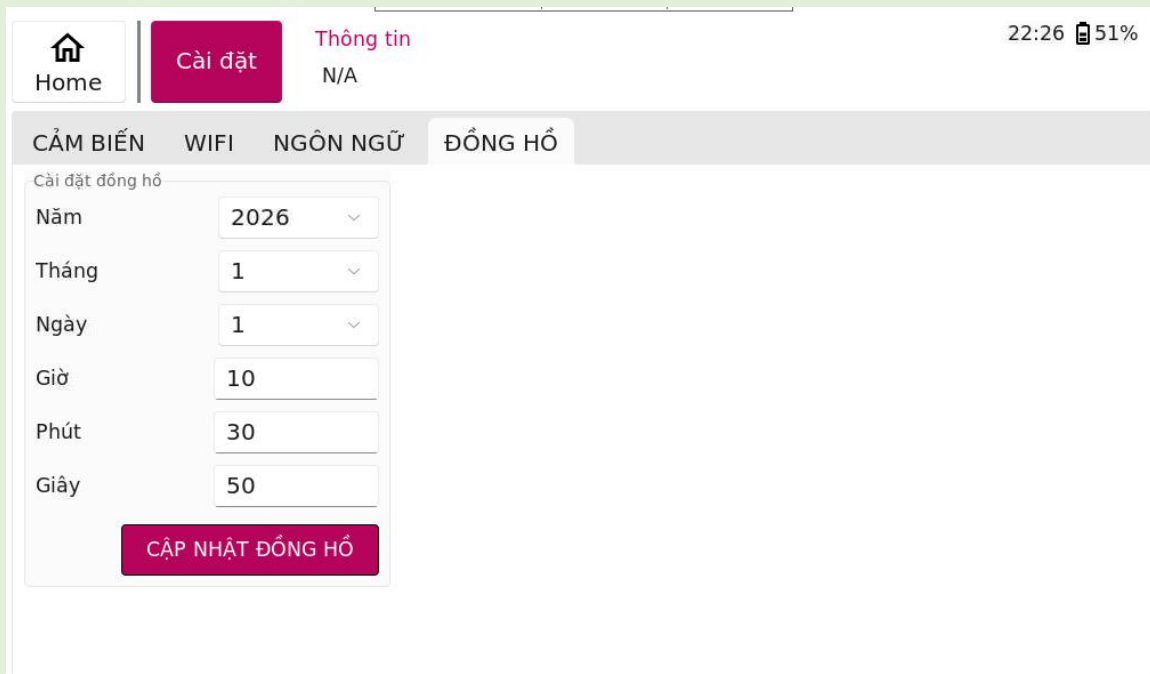 Home
Cài đặt
Thông tin
N/A
22:26 51%
CẢM BIẾN WIFI NGÔN NGỮ ĐỒNG HỒ
Cài đặt đồng hồ
Năm 2026
Tháng 1
Ngày 1
Giờ 10
Phút 30
Giây 50
CẬP NHẬT ĐỒNG HỒ